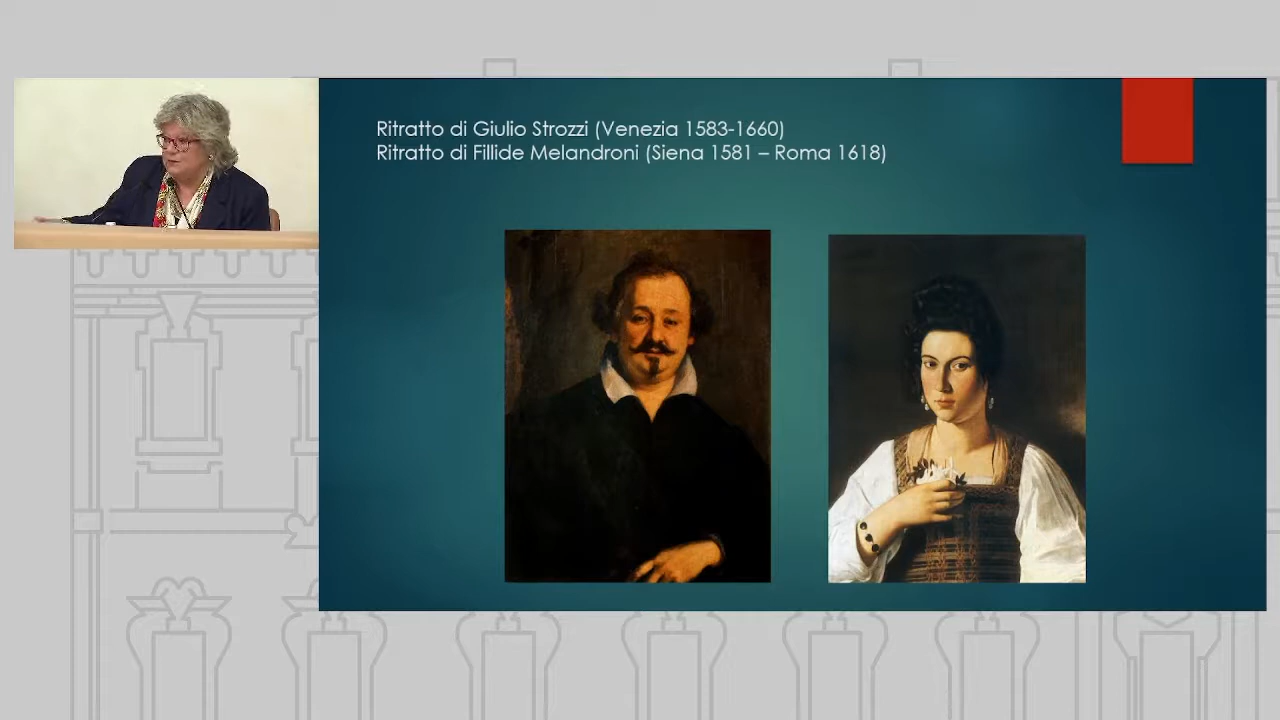 Ritratto di Giulio Strozzi (Venezia 1583-1660)
Ritratto di Fillide Melandroni (Siena 1581 – Roma 1618)